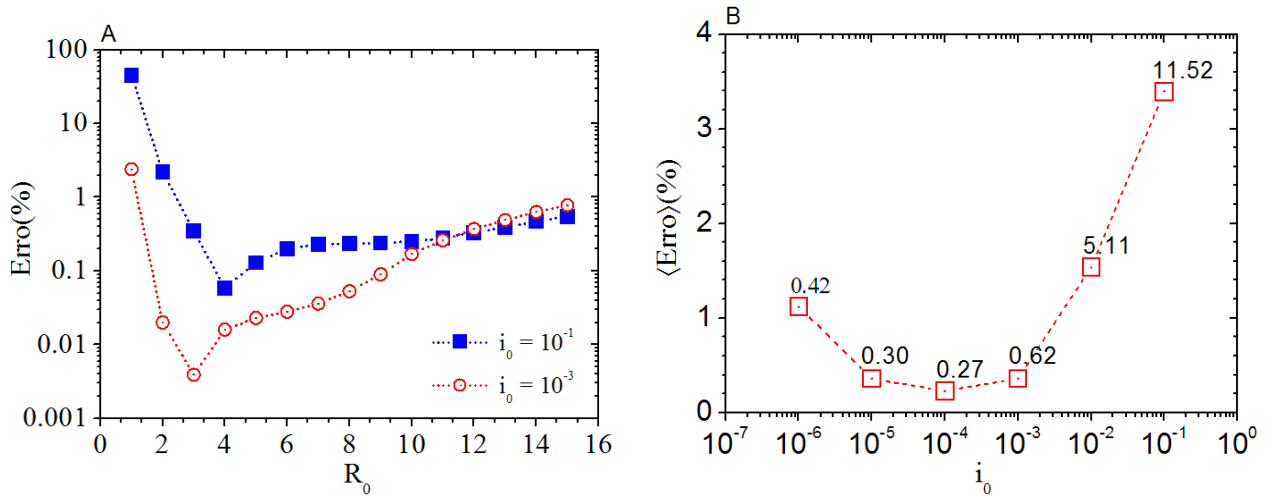 A
100
10
1
0.1
0.01
0.001
Erro(%)
0 2 4 6 8 10 12 14 16
R₀
i₀ = 10⁻¹
i₀ = 10⁻³
B
4
3
2
1
0
⟨Erro⟩(%)
0.42
0.30
0.27
0.62
5.11
11.52
10⁻⁷ 10⁻⁶ 10⁻⁵ 10⁻⁴ 10⁻³ 10⁻² 10⁻¹ 10⁰
i₀